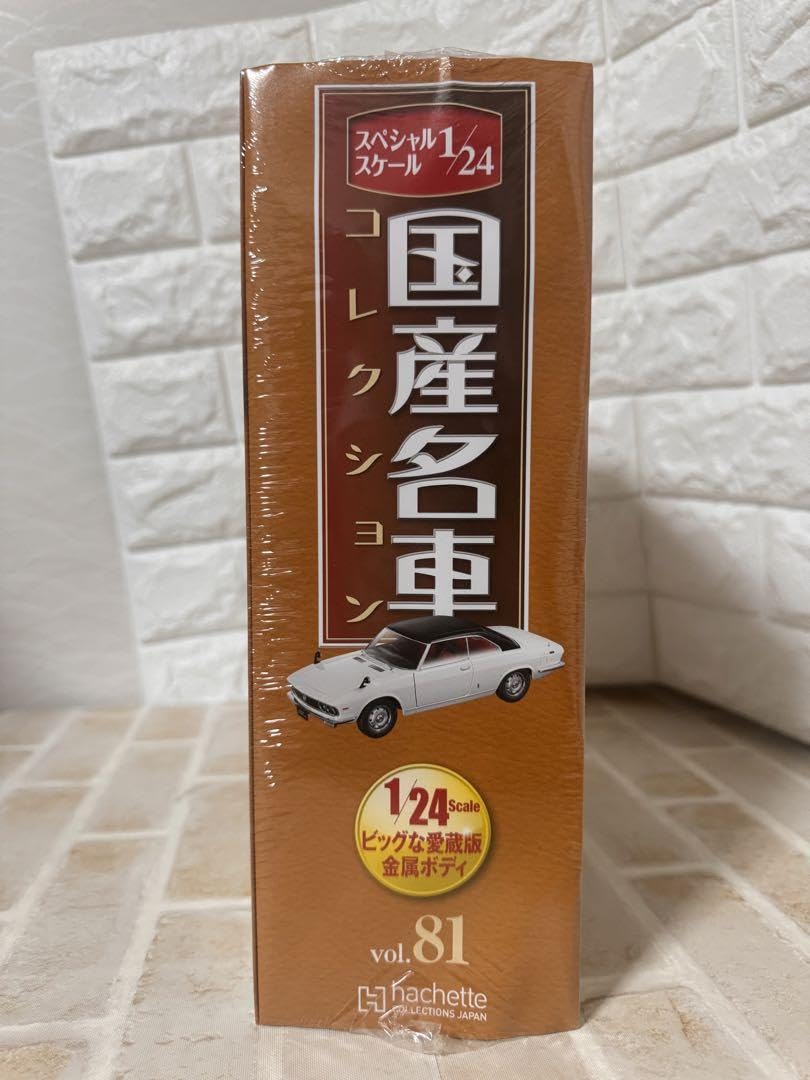 スペシャル
スケール
1/24
国産名車
コレクション
1/24 Scale
ビッグな愛蔵版
金属ボディ
vol.81
hachette
COLLECTIONS JAPAN